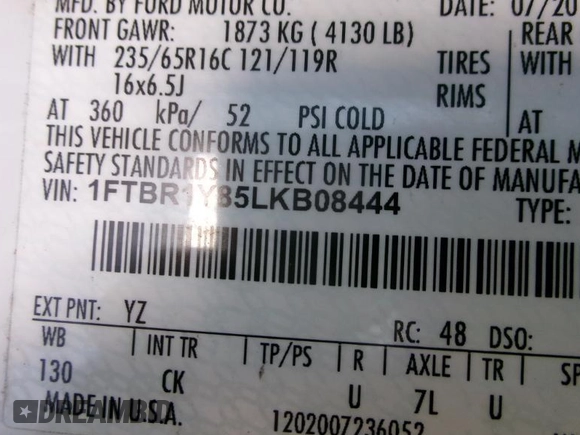 MFD. BY FORD MOTOR CO. DATE: 07/20
FRONT GAWR: 1873 KG ( 4130 LB) REAR
WITH 235/65R16C 121/119R TIRES WITH
16x6.5J RIMS
AT 360 kPa/ 52 PSI COLD AT
THIS VEHICLE CONFORMS TO ALL APPLICABLE FEDERAL M
SAFETY STANDARDS IN EFFECT ON THE DATE OF MANUFA
VIN: 1FTBR1Y85LKB08444 TYPE:
EXT PNT: YZ RC: 48 DSO:
WB INT TR TP/PS R AXLE TR SP
130 CK U 7L U
MADE IN U.S.A.
1202007236052
DREAMBID